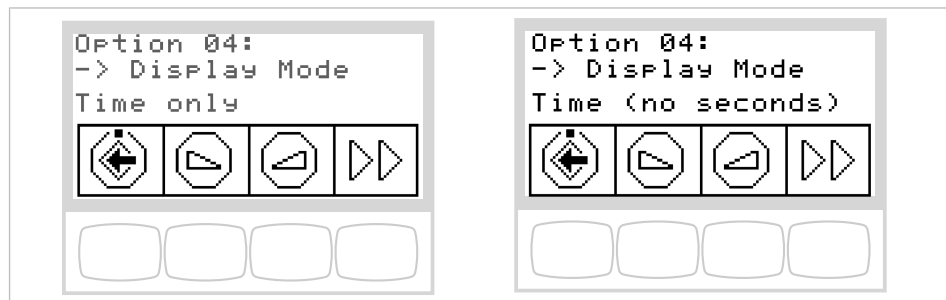 Option 04:
-> Display Mode
Time only
Option 04:
-> Display Mode
Time (no seconds)